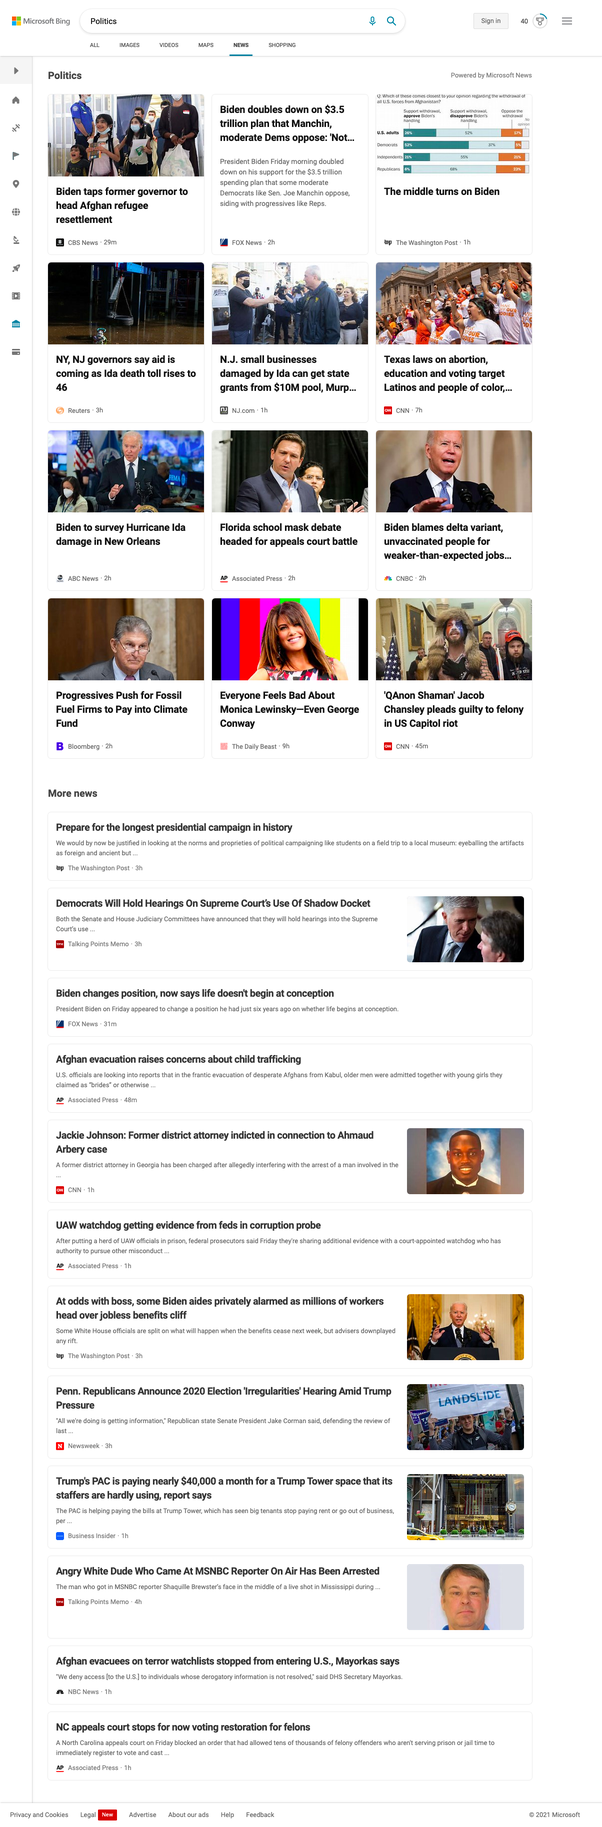 Microsoft Bing
Politics
Sign in
40
ALL
IMAGES
VIDEOS
MAPS
NEWS
SHOPPING
Politics
Powered by Microsoft News
Biden taps former governor to
head Afghan refugee
resettlement
CBS News · 29m
Biden doubles down on $3.5
trillion plan that Manchin,
moderate Dems oppose: 'Not...
President Biden Friday morning doubled
down on his support for the $3.5 trillion
spending plan that some moderate
Democrats like Sen. Joe Manchin oppose,
siding with progressives like Reps.
FOX News · 2h
Q: Which of these comes closest to your opinion regarding the withdrawal of
all U.S. forces from Afghanistan?
Support withdrawal, approve Biden's handling
Support withdrawal, disapprove Biden's handling
Oppose the withdrawal
No opinion
U.S. adults
Democrats
Independents
Republicans
The middle turns on Biden
The Washington Post · 1h
NY, NJ governors say aid is
coming as Ida death toll rises to
46
Reuters · 3h
N.J. small businesses
damaged by Ida can get state
grants from $10M pool, Murp...
NJ.com · 1h
Texas laws on abortion,
education and voting target
Latinos and people of color,...
CNN · 7h
Biden to survey Hurricane Ida
damage in New Orleans
ABC News · 2h
Florida school mask debate
headed for appeals court battle
Associated Press · 2h
Biden blames delta variant,
unvaccinated people for
weaker-than-expected jobs...
CNBC · 2h
Progressives Push for Fossil
Fuel Firms to Pay into Climate
Fund
Bloomberg · 2h
Everyone Feels Bad About
Monica Lewinsky—Even George
Conway
The Daily Beast · 9h
'QAnon Shaman' Jacob
Chansley pleads guilty to felony
in US Capitol riot
CNN · 45m
More news
Prepare for the longest presidential campaign in history
We would by now be justified in looking at the norms and proprieties of political campaigning like students on a field trip to a local museum: eyeballing the artifacts
as foreign and ancient but ...
The Washington Post · 3h
Democrats Will Hold Hearings On Supreme Court's Use Of Shadow Docket
Both the Senate and House Judiciary Committees have announced that they will hold hearings into the Supreme
Court's use ...
Talking Points Memo · 3h
Biden changes position, now says life doesn't begin at conception
President Biden on Friday appeared to change a position he had just six years ago on whether life begins at conception.
FOX News · 31m
Afghan evacuation raises concerns about child trafficking
U.S. officials are looking into reports that in the frantic evacuation of desperate Afghans from Kabul, older men were admitted together with young girls they
claimed as "brides" or otherwise ...
Associated Press · 48m
Jackie Johnson: Former district attorney indicted in connection to Ahmaud
Arbery case
A former district attorney in Georgia has been charged after allegedly interfering with the arrest of a man involved in the
...
CNN · 1h
UAW watchdog getting evidence from feds in corruption probe
After putting a herd of UAW officials in prison, federal prosecutors said Friday they're sharing additional evidence with a court-appointed watchdog who has
authority to pursue other misconduct ...
Associated Press · 1h
At odds with boss, some Biden aides privately alarmed as millions of workers
head over jobless benefits cliff
Some White House officials are split on what will happen when the benefits cease next week, but advisers downplayed
any rift.
The Washington Post · 3h
Penn. Republicans Announce 2020 Election 'Irregularities' Hearing Amid Trump
Pressure
"All we're doing is getting information," Republican state Senate President Jake Corman said, defending the review of
last ...
Newsweek · 3h
LANDSLIDE
Trump's PAC is paying nearly $40,000 a month for a Trump Tower space that its
staffers are hardly using, report says
The PAC is helping paying the bills at Trump Tower, which has seen big tenants stop paying rent or go out of business,
per ...
Business Insider · 1h
Angry White Dude Who Came At MSNBC Reporter On Air Has Been Arrested
The man who got in MSNBC reporter Shaquille Brewster's face in the middle of a live shot in Mississippi during ...
Talking Points Memo · 4h
Afghan evacuees on terror watchlists stopped from entering U.S., Mayorkas says
"We deny access [to the U.S.] to individuals whose derogatory information is not resolved," said DHS Secretary Mayorkas.
NBC News · 1h
NC appeals court stops for now voting restoration for felons
A North Carolina appeals court on Friday blocked an order that had allowed tens of thousands of felony offenders who aren't serving prison or jail time to
immediately register to vote and cast ...
Associated Press · 1h
Privacy and Cookies
Legal
New
Advertise
About our ads
Help
Feedback
© 2021 Microsoft